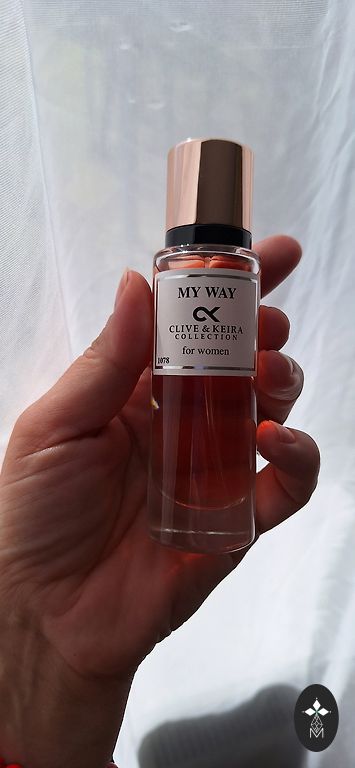 MY WAY
CK
CLIVE & KEIRA
COLLECTION
for women
1078
M